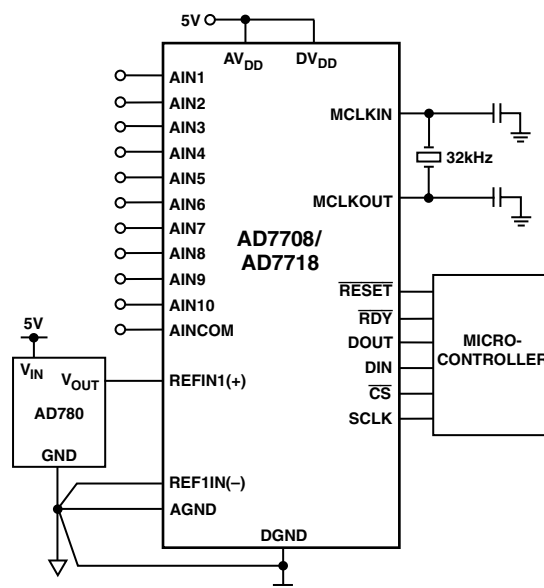 5V
AVDD
DVDD
AIN1
AIN2
AIN3
AIN4
AIN5
AIN6
AIN7
AIN8
AIN9
AIN10
AINCOM
MCLKIN
32kHz
MCLKOUT
AD7708/
AD7718
RESET
RDY
DOUT
DIN
CS
SCLK
MICRO-
CONTROLLER
5V
VIN
VOUT
AD780
GND
REFIN1(+)
REF1IN(–)
AGND
DGND